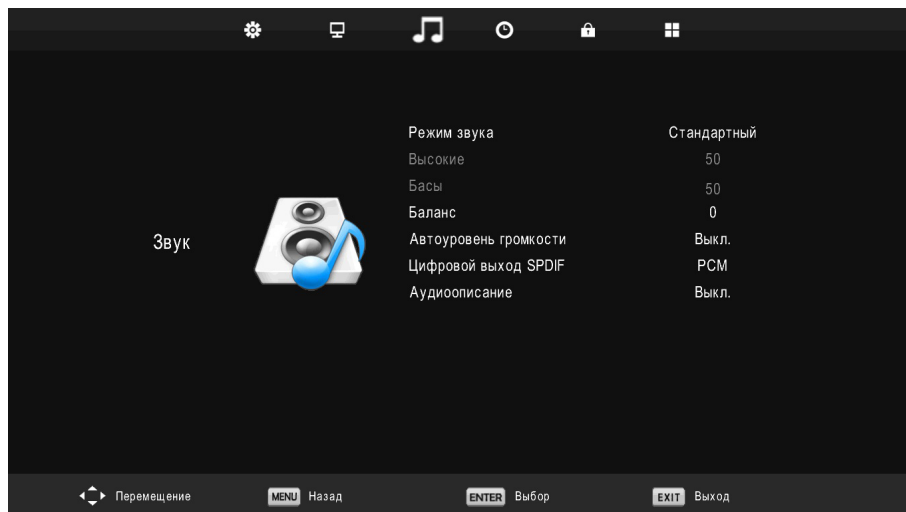 Режим звука Стандартный
Высокие 50
Басы 50
Баланс 0
Звук
Автоуровень громкости Выкл.
Цифровой выход SPDIF PCM
Аудиоописание Выкл.
Перемещение MENU Назад ENTER Выбор EXIT Выход